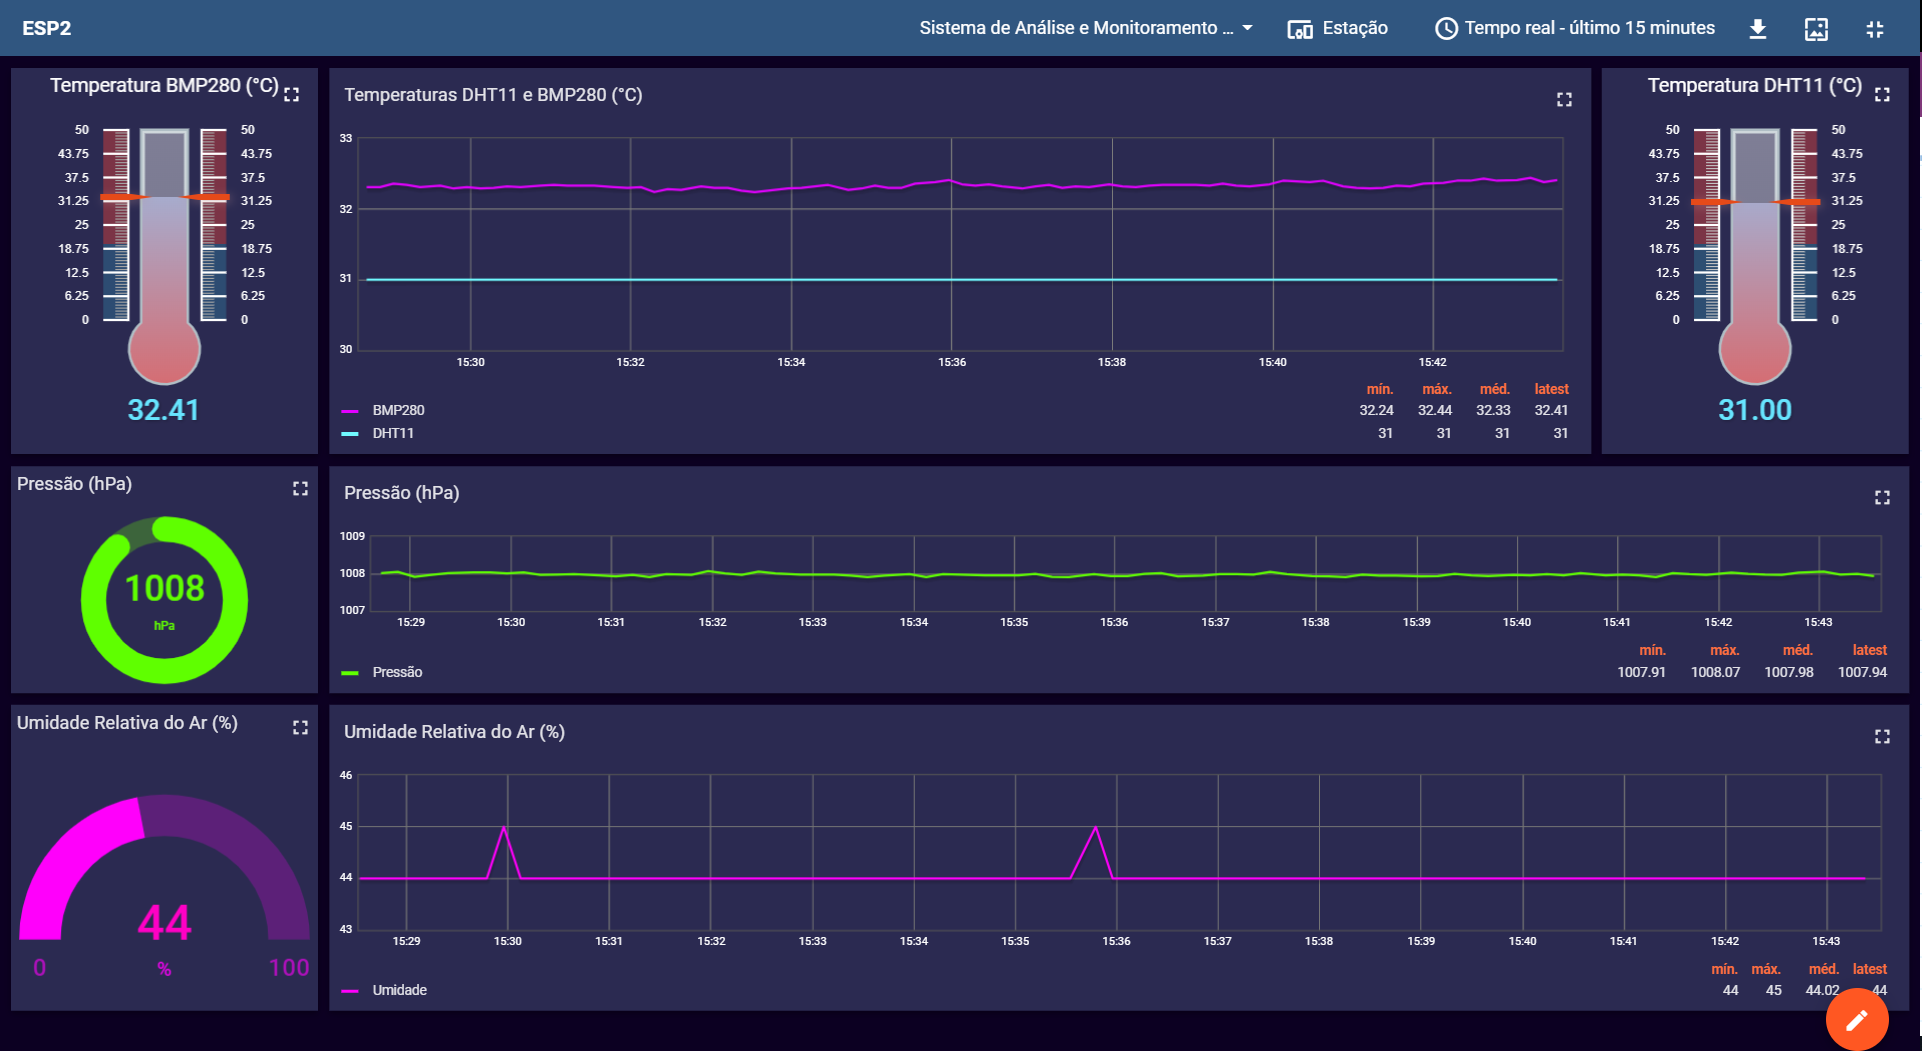 ESP2
Sistema de Análise e Monitoramento ...
Estação
Tempo real - último 15 minutes
Temperatura BMP280 (°C)
50 50
43.75 43.75
37.5 37.5
31.25 31.25
25 25
18.75 18.75
12.5 12.5
6.25 6.25
0 0
32.41
Temperaturas DHT11 e BMP280 (°C)
33
32
31
30
15:30 15:32 15:34 15:36 15:38 15:40 15:42
mín. máx. méd. latest
BMP280 32.24 32.44 32.33 32.41
DHT11 31 31 31 31
Temperatura DHT11 (°C)
50 50
43.75 43.75
37.5 37.5
31.25 31.25
25 25
18.75 18.75
12.5 12.5
6.25 6.25
0 0
31.00
Pressão (hPa)
1008
hPa
Pressão (hPa)
1009
1008
1007
15:29 15:30 15:31 15:32 15:33 15:34 15:35 15:36 15:37 15:38 15:39 15:40 15:41 15:42 15:43
mín. máx. méd. latest
Pressão 1007.91 1008.07 1007.98 1007.94
Umidade Relativa do Ar (%)
44
0 % 100
Umidade Relativa do Ar (%)
46
45
44
43
15:29 15:30 15:31 15:32 15:33 15:34 15:35 15:36 15:37 15:38 15:39 15:40 15:41 15:42 15:43
mín. máx. méd. latest
Umidade 44 45 44.02 44